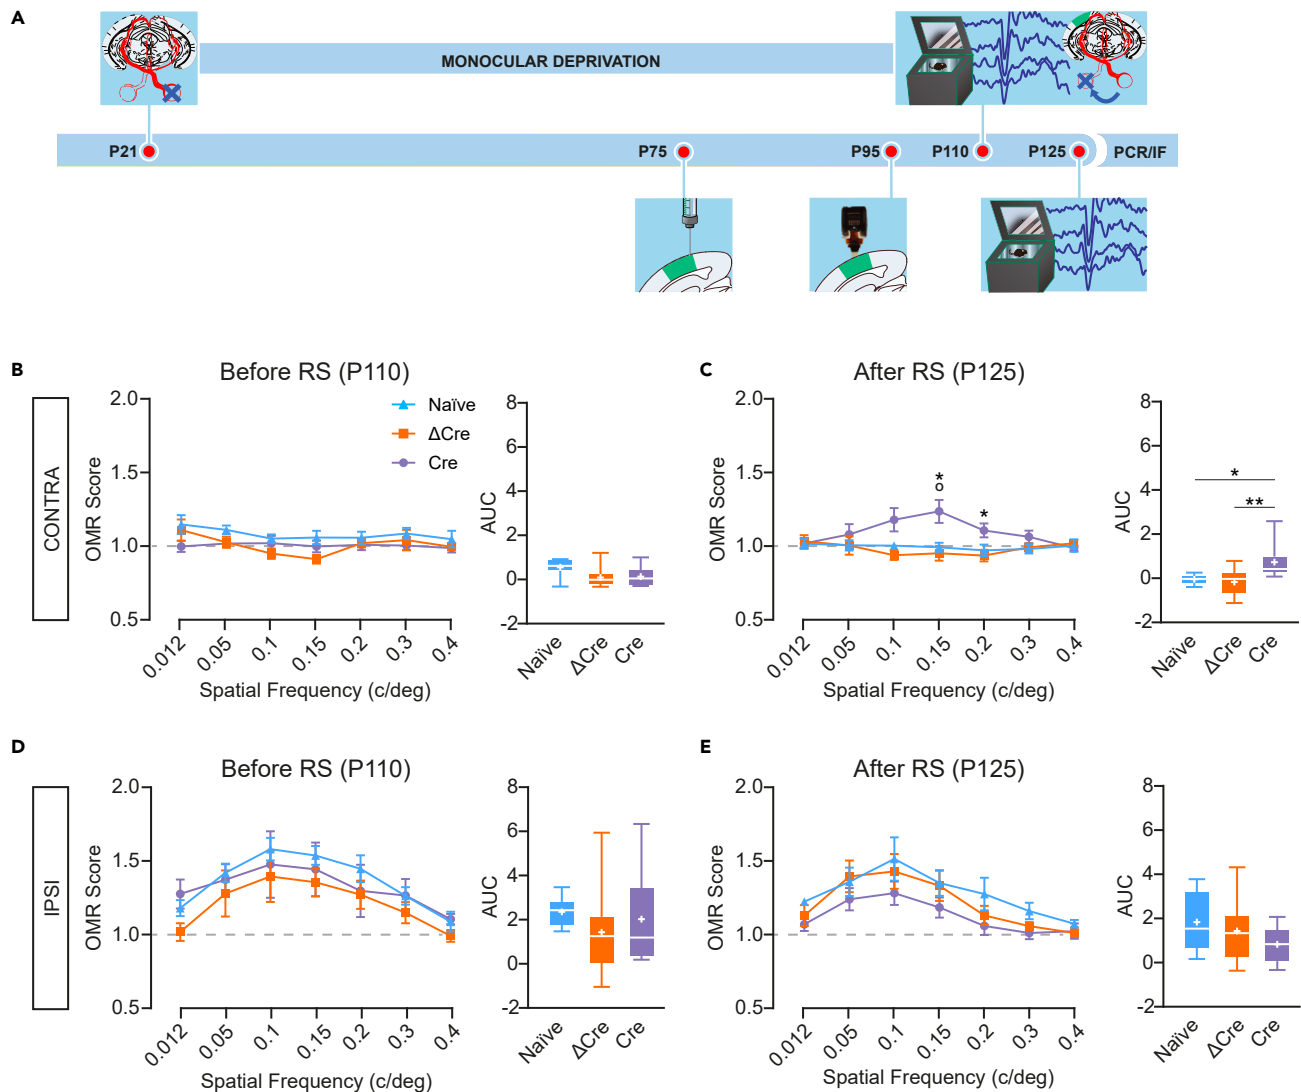 A
MONOCULAR DEPRIVATION
P21
P75
P95
P110
P125
PCR/IF
B
Before RS (P110)
CONTRA
OMR Score
2.0
1.5
1.0
0.5
Naïve
ΔCre
Cre
0.012
0.05
0.1
0.15
0.2
0.3
0.4
Spatial Frequency (c/deg)
AUC
8
6
4
2
0
-2
Naïve
ΔCre
Cre
C
After RS (P125)
OMR Score
2.0
1.5
1.0
0.5
*
o
*
0.012
0.05
0.1
0.15
0.2
0.3
0.4
Spatial Frequency (c/deg)
AUC
8
6
4
2
0
-2
*
**
Naïve
ΔCre
Cre
D
Before RS (P110)
IPSI
OMR Score
2.0
1.5
1.0
0.5
0.012
0.05
0.1
0.15
0.2
0.3
0.4
Spatial Frequency (c/deg)
AUC
8
6
4
2
0
-2
Naïve
ΔCre
Cre
E
After RS (P125)
OMR Score
2.0
1.5
1.0
0.5
0.012
0.05
0.1
0.15
0.2
0.3
0.4
Spatial Frequency (c/deg)
AUC
8
6
4
2
0
-2
Naïve
ΔCre
Cre